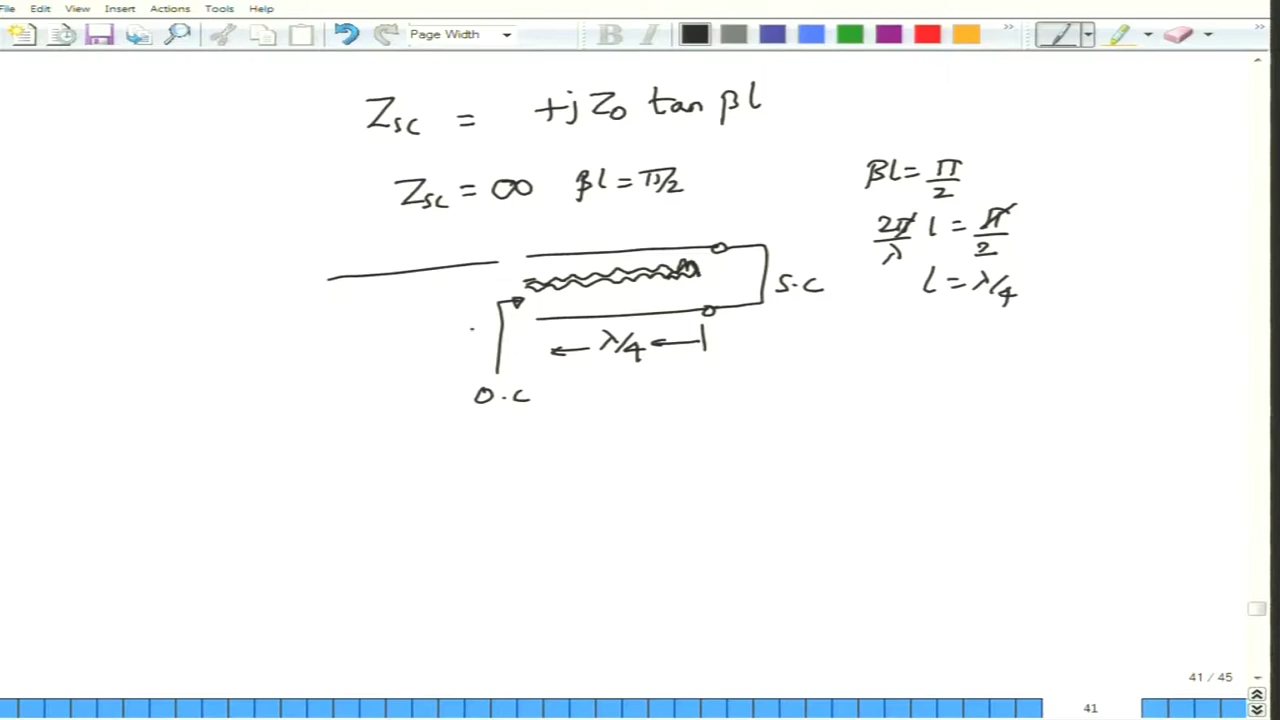 File Edit View Insert Actions Tools Help
Page Width
B I
Zsc = +j Z0 tan βl
Zsc = ∞ βl = π/2
βl = π/2
2π/λ l = π/2
l = λ/4
S.C
λ/4
O.C
41 / 45
41